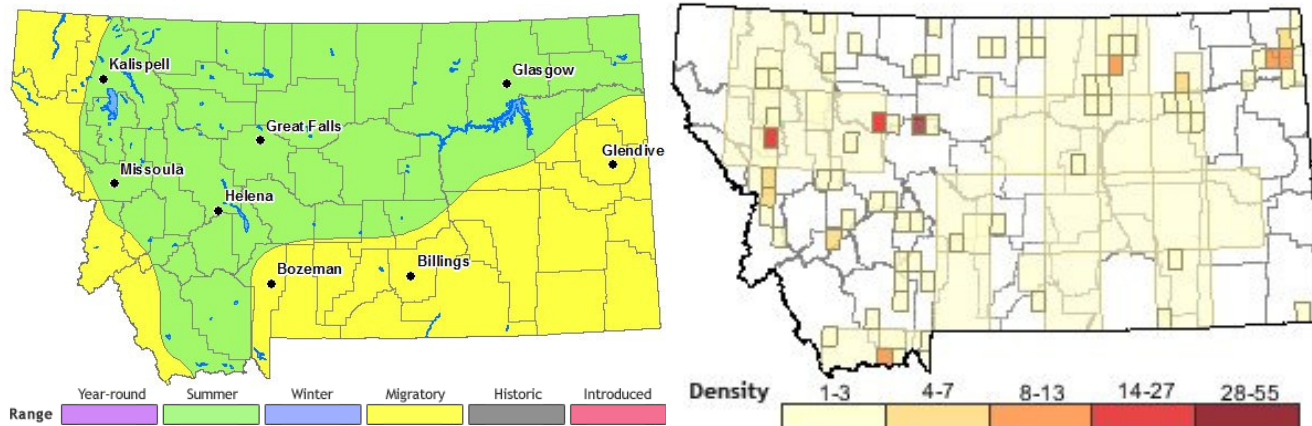 Kalispell
Glasgow
Great Falls
Glendive
Missoula
Helena
Bozeman
Billings
Range Year-round Summer Winter Migratory Historic Introduced
Density 1-3 4-7 8-13 14-27 28-55